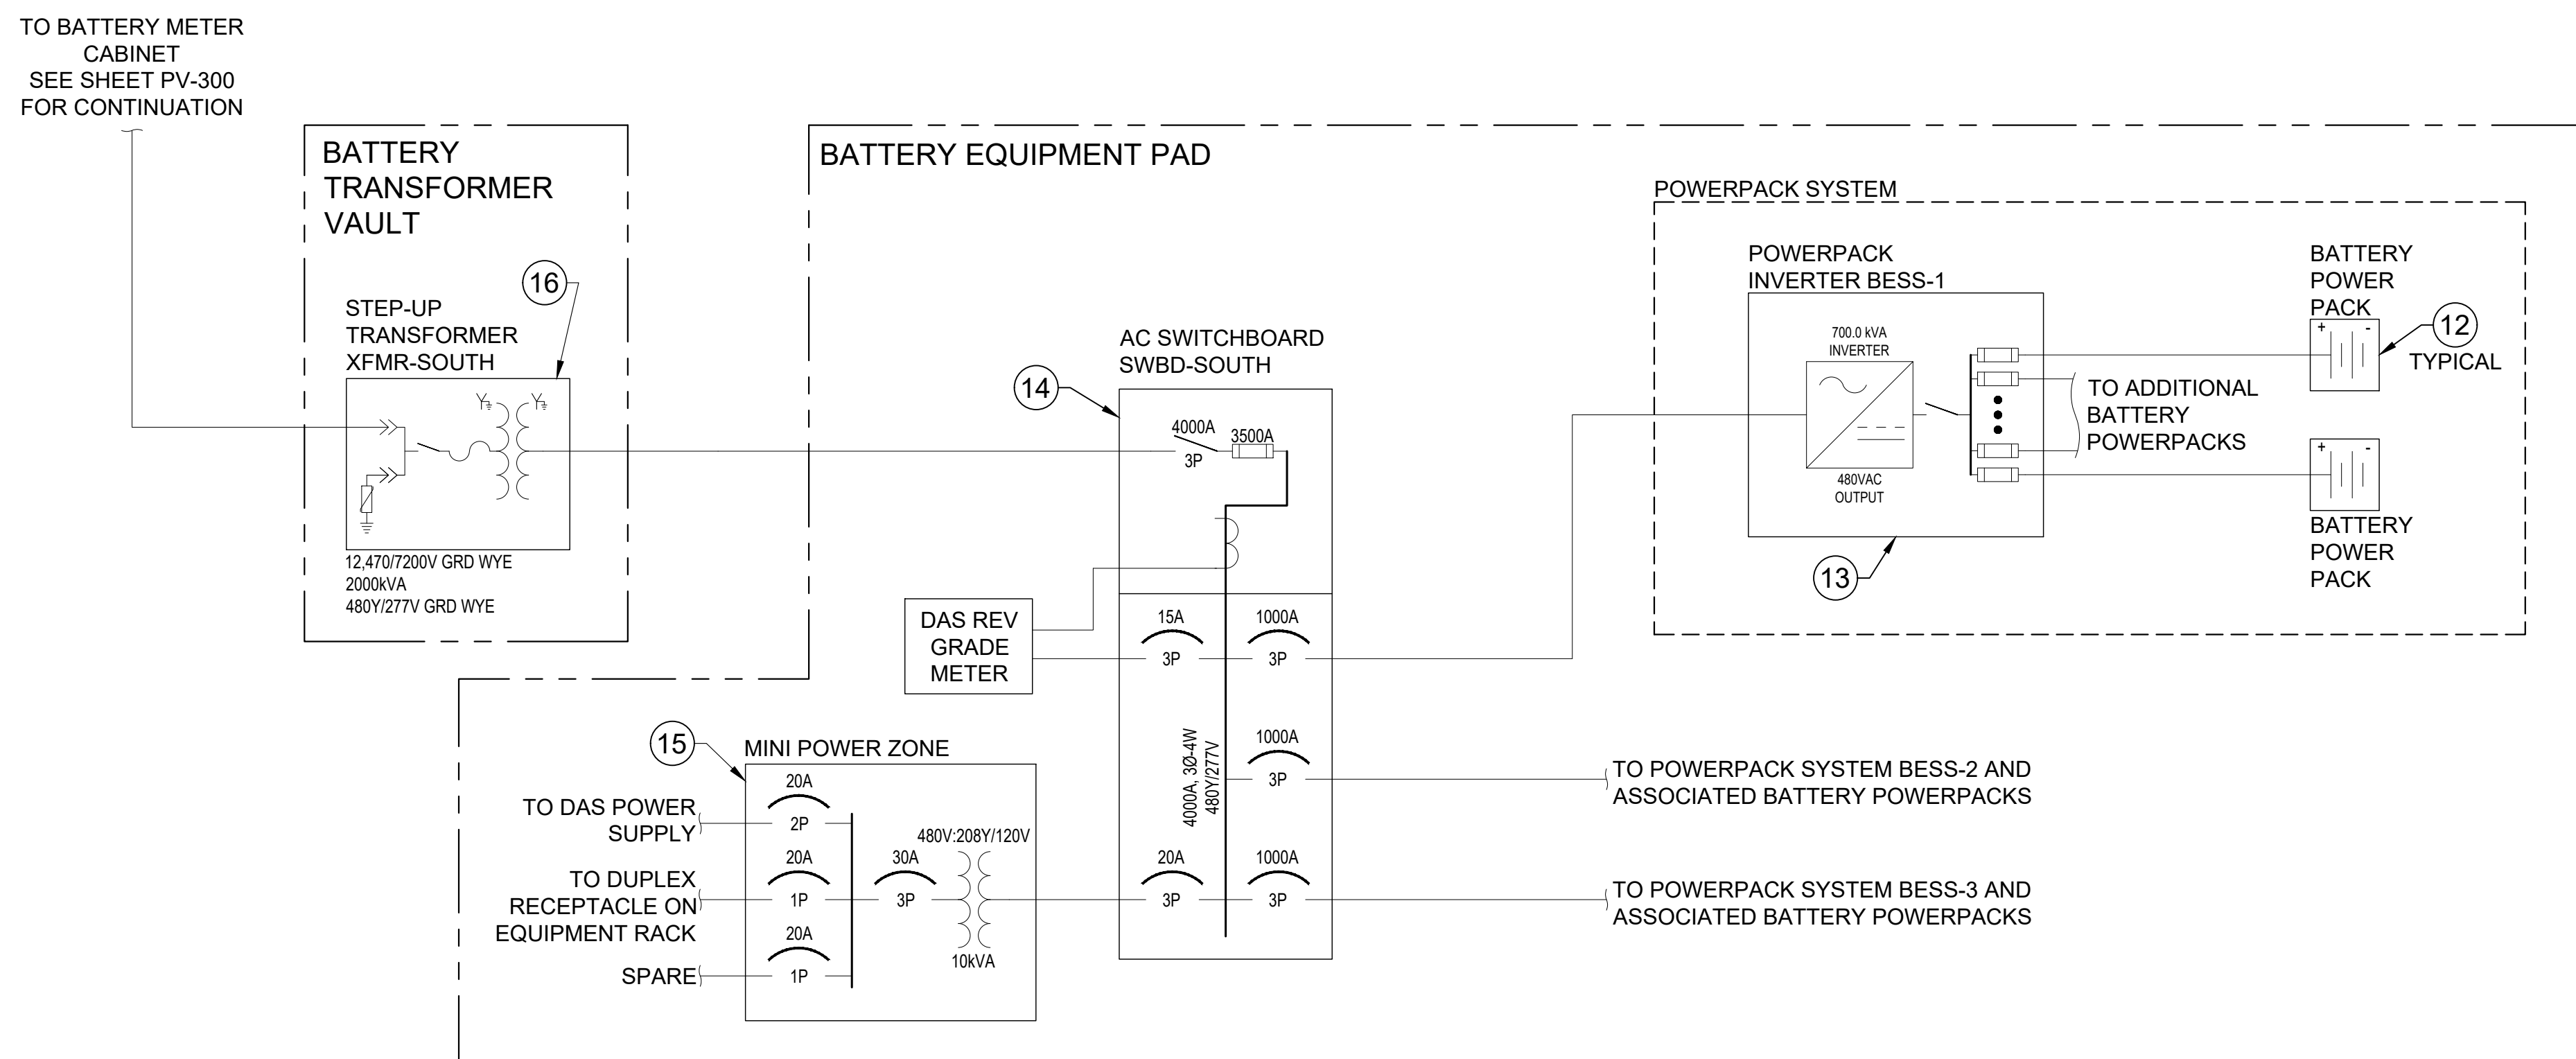 TO BATTERY METER
CABINET
SEE SHEET PV-300
FOR CONTINUATION
BATTERY
TRANSFORMER
VAULT
16
STEP-UP
TRANSFORMER
XFMR-SOUTH
12,470/7200V GRD WYE
2000kVA
480Y/277V GRD WYE
BATTERY EQUIPMENT PAD
14
AC SWITCHBOARD
SWBD-SOUTH
4000A
3P
3500A
DAS REV
GRADE
METER
15A
3P
1000A
3P
1000A
3P
4000A, 3Ø-4W
480Y/277V
20A
3P
1000A
3P
15
MINI POWER ZONE
20A
2P
TO DAS POWER
SUPPLY
20A
1P
TO DUPLEX
RECEPTACLE ON
EQUIPMENT RACK
20A
1P
SPARE
30A
3P
480V:208Y/120V
10kVA
POWERPACK SYSTEM
POWERPACK
INVERTER BESS-1
700.0 kVA
INVERTER
480VAC
OUTPUT
13
BATTERY
POWER
PACK
+ -
12
TYPICAL
TO ADDITIONAL
BATTERY
POWERPACKS
+ -
BATTERY
POWER
PACK
TO POWERPACK SYSTEM BESS-2 AND
ASSOCIATED BATTERY POWERPACKS
TO POWERPACK SYSTEM BESS-3 AND
ASSOCIATED BATTERY POWERPACKS